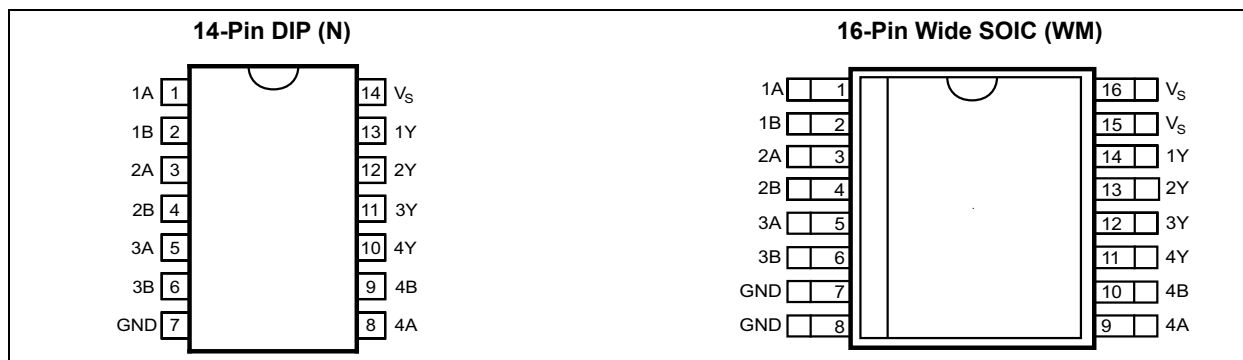 14-Pin DIP (N)
1A 1 14 VS
1B 2 13 1Y
2A 3 12 2Y
2B 4 11 3Y
3A 5 10 4Y
3B 6 9 4B
GND 7 8 4A
16-Pin Wide SOIC (WM)
1A 1 16 VS
1B 2 15 VS
2A 3 14 1Y
2B 4 13 2Y
3A 5 12 3Y
3B 6 11 4Y
GND 7 10 4B
GND 8 9 4A